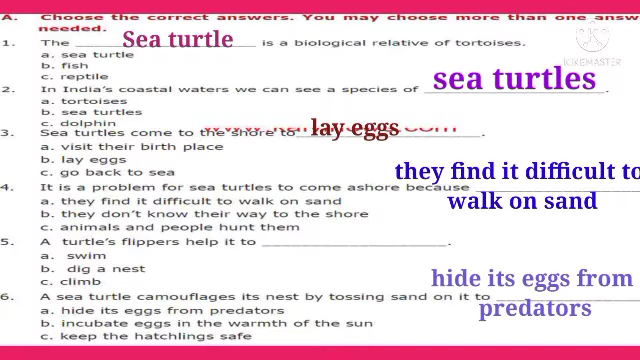 A. Choose the correct answers. You may choose more than one answ
needed.
1. The Sea turtle is a biological relative of tortoises.
a. sea turtle
b. fish
c. reptile
2. In India's coastal waters we can see a species of sea turtles.
a. tortoises
b. sea turtles
c. dolphin
3. Sea turtles come to the shore to lay eggs.
a. visit their birth place
b. lay eggs
c. go back to sea
they find it difficult to
walk on sand
4. It is a problem for sea turtles to come ashore because
a. they find it difficult to walk on sand
b. they don't know their way to the shore
c. animals and people hunt them
5. A turtle's flippers help it to ____________________.
a. swim
b. dig a nest
c. climb
hide its eggs from
predators
6. A sea turtle camouflages its nest by tossing sand on it to
a. hide its eggs from predators
b. incubate eggs in the warmth of the sun
c. keep the hatchlings safe
KINEMASTER